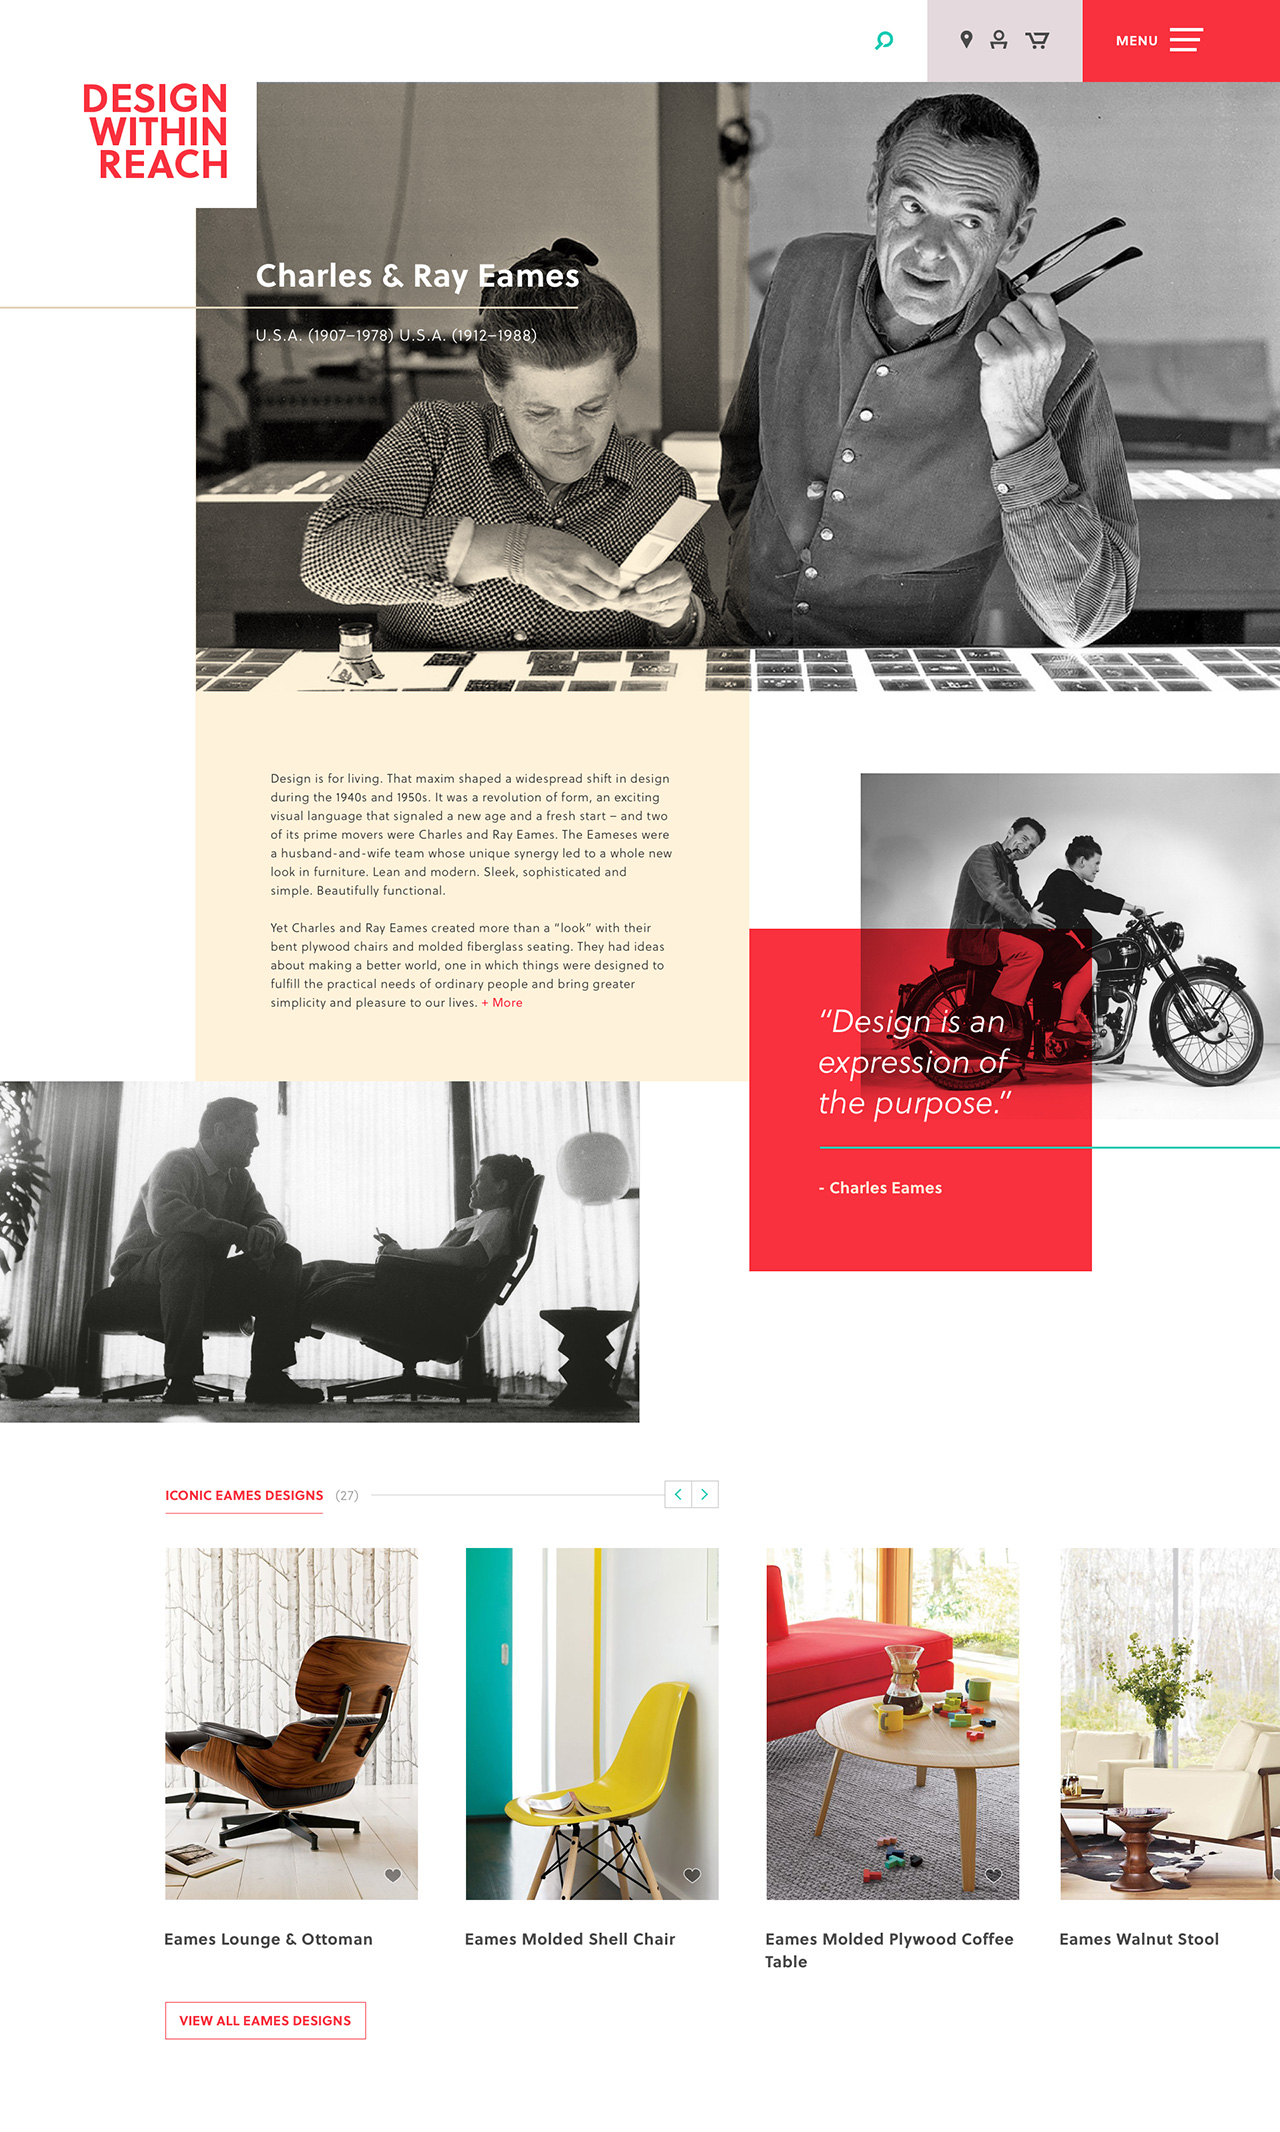 MENU
DESIGN
WITHIN
REACH
Charles & Ray Eames
U.S.A. (1907–1978) U.S.A. (1912–1988)
Design is for living. That maxim shaped a widespread shift in design
during the 1940s and 1950s. It was a revolution of form, an exciting
visual language that signaled a new age and a fresh start – and two
of its prime movers were Charles and Ray Eames. The Eameses were
a husband-and-wife team whose unique synergy led to a whole new
look in furniture. Lean and modern. Sleek, sophisticated and
simple. Beautifully functional.
Yet Charles and Ray Eames created more than a “look” with their
bent plywood chairs and molded fiberglass seating. They had ideas
about making a better world, one in which things were designed to
fulfill the practical needs of ordinary people and bring greater
simplicity and pleasure to our lives. + More
“Design is an
expression of
the purpose.”
- Charles Eames
ICONIC EAMES DESIGNS (27)
Eames Lounge & Ottoman
Eames Molded Shell Chair
Eames Molded Plywood Coffee
Table
Eames Walnut Stool
VIEW ALL EAMES DESIGNS